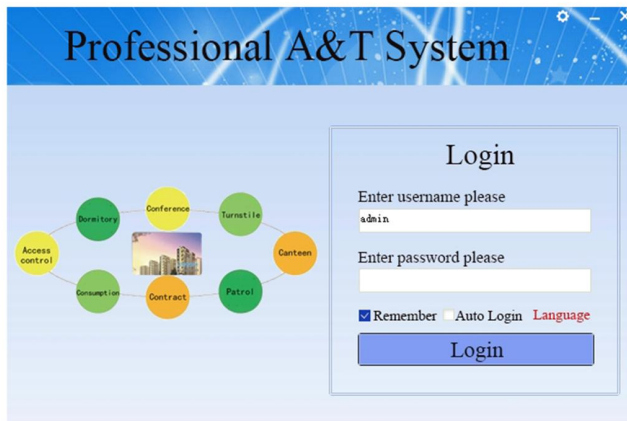 Professional A&T System
Login
Enter username please
admin
Enter password please
Remember Auto Login Language
Login
Conference
Dormitory
Turnstile
Access
control
Canteen
Consumption
Contract
Patrol